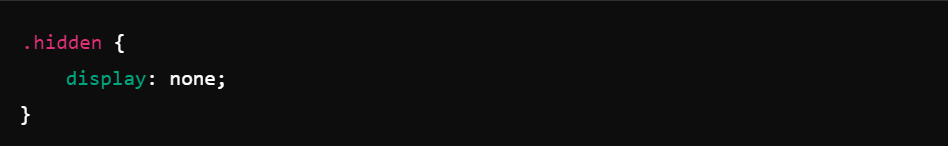 .hidden {
    display: none;
}